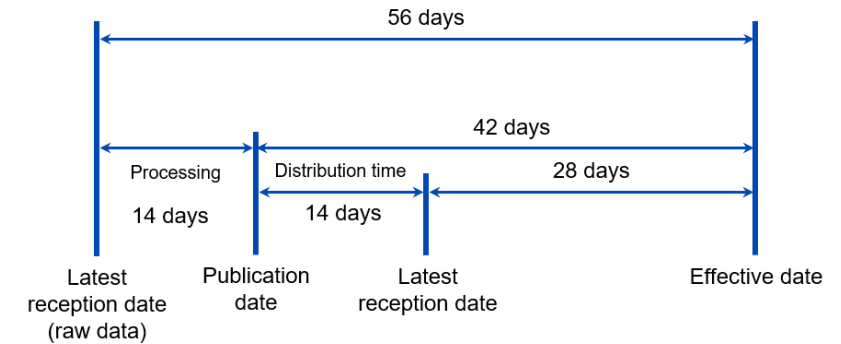 56 days
42 days
Processing
Distribution time
28 days
14 days
14 days
Latest
reception date
(raw data)
Publication
date
Latest
reception date
Effective date